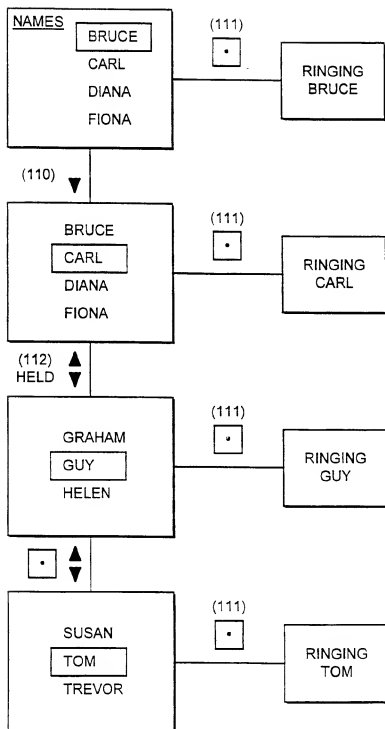 NAMES
BRUCE
CARL
DIANA
FIONA
(111)
RINGING
BRUCE
(110)
BRUCE
CARL
DIANA
FIONA
(111)
RINGING
CARL
(112)
HELD
GRAHAM
GUY
HELEN
(111)
RINGING
GUY
SUSAN
TOM
TREVOR
(111)
RINGING
TOM